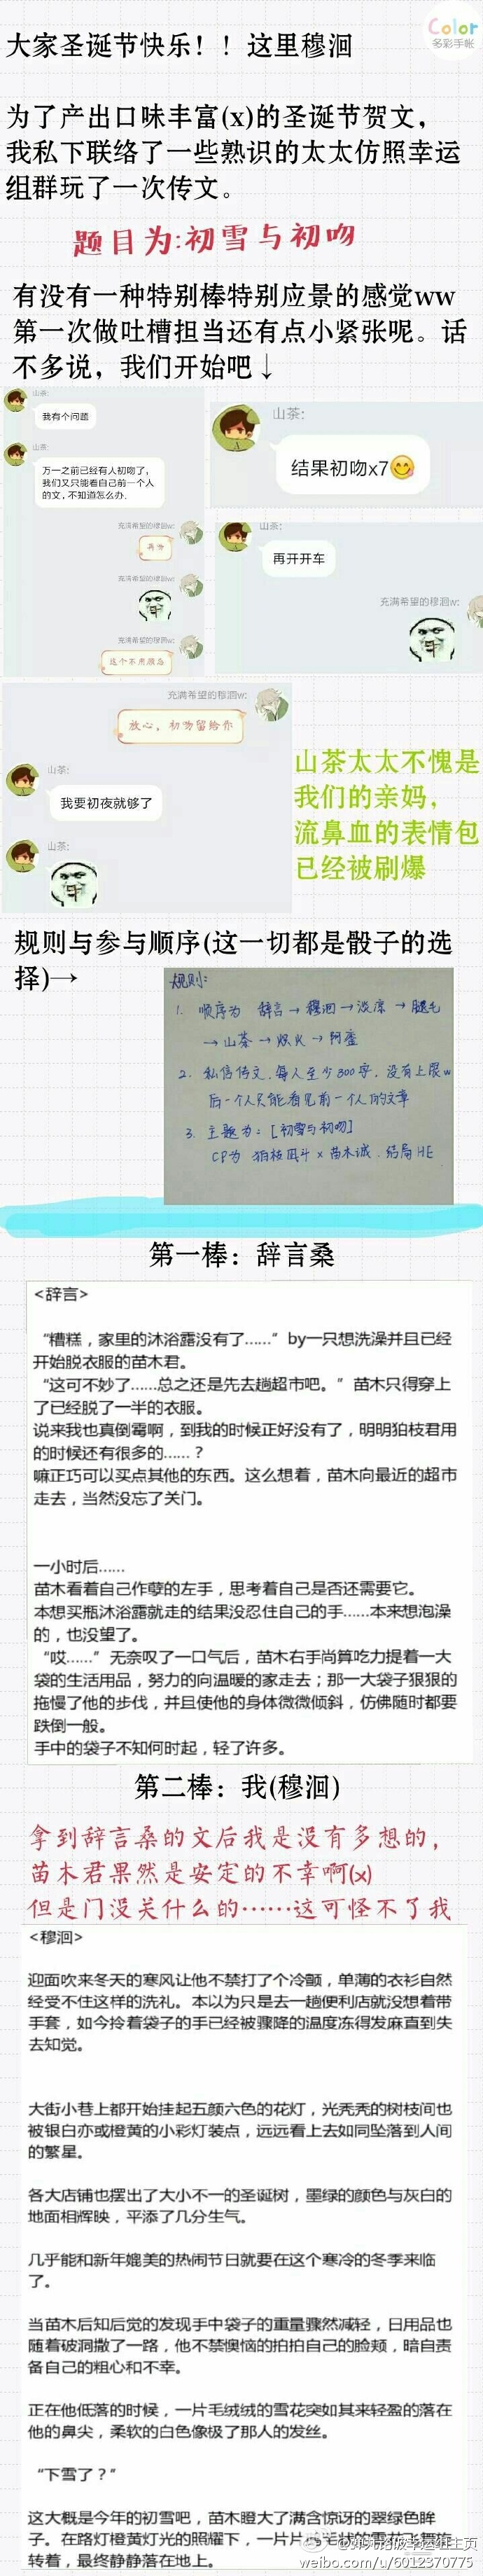 Color
多彩手帐
大家圣诞节快乐！！这里穆洄
为了产出口味丰富(x)的圣诞节贺文，
我私下联络了一些熟识的太太仿照幸运
组群玩了一次传文。
题目为:初雪与初吻
有没有一种特别棒特别应景的感觉ww
第一次做吐槽担当还有点小紧张呢。话
不多说，我们开始吧↓
山茶:
我有个问题
山茶:
万一之前已经有人初吻了，
我们又只能看自己前一个人
的文，不知道怎么办.
充满希望的穆洄w:
再吻
充满希望的穆洄w:
充满希望的穆洄w:
这个不用顾忌
山茶:
结果初吻x7
山茶:
再开开车
充满希望的穆洄w:
充满希望的穆洄w:
放心，初吻留给你
山茶:
我要初夜就够了
山茶:
山茶太太不愧是
我们的亲妈，
流鼻血的表情包
已经被刷爆
规则与参与顺序(这一切都是骰子的选
择)→
规则:
1. 顺序为 辞言→穆洄→淡凉→腿毛
→山茶→烬火→阿蛋
2. 私信传文,每人至少300字,没有上限w
后一个人只能看见前一个人的文章
3. 主题为:[初雪与初吻]
CP为 狛枝凪斗×苗木诚.结局HE
第一棒：辞言桑
<辞言>
“糟糕，家里的沐浴露没有了……”by一只想洗澡并且已经
开始脱衣服的苗木君。
“这可不妙了……总之还是先去趟超市吧。”苗木只得穿上
了已经脱了一半的衣服。
说来我也真倒霉啊，到我的时候正好没有了，明明狛枝君用
的时候还有很多的……？
嘛正巧可以买点其他的东西。这么想着，苗木向最近的超市
走去，当然没忘了关门。
一小时后……
苗木看着自己作孽的左手，思考着自己是否还需要它。
本想买瓶沐浴露就走的结果没忍住自己的手……本来想泡澡
的，也没望了。
“哎……”无奈叹了一口气后，苗木右手尚算吃力提着一大
袋的生活用品，努力的向温暖的家走去；那一大袋子狠狠的
拖慢了他的步伐，并且使他的身体微微倾斜，仿佛随时都要
跌倒一般。
手中的袋子不知何时起，轻了许多。
第二棒：我(穆洄)
拿到辞言桑的文后我是没有多想的，
苗木君果然是安定的不幸啊(x)
但是门没关什么的……这可怪不了我
<穆洄>
迎面吹来冬天的寒风让他不禁打了个冷颤，单薄的衣衫自然
经受不住这样的洗礼。本以为只是去一趟便利店就没想着带
手套，如今拎着袋子的手已经被骤降的温度冻得发麻直到失
去知觉。
大街小巷上都开始挂起五颜六色的花灯，光秃秃的树枝间也
被银白亦或橙黄的小彩灯装点，远远看上去如同坠落到人间
的繁星。
各大店铺也摆出了大小不一的圣诞树，墨绿的颜色与灰白的
地面相辉映，平添了几分生气。
几乎能和新年媲美的热闹节日就要在这个寒冷的冬季来临
了。
当苗木后知后觉的发现手中袋子的重量骤然减轻，日用品也
随着破洞撒了一路，他不禁懊恼的拍拍自己的脸颊，暗自责
备自己的粗心和不幸。
正在他低落的时候，一片毛绒绒的雪花突如其来轻盈的落在
他的鼻尖，柔软的白色像极了那人的发丝。
“下雪了？”
这大概是今年的初雪吧，苗木瞪大了满含惊讶的翠绿色眸
子。在路灯橙黄灯光的照耀下，一片片
转着，最终静静落在地上。
weibo.com/u/6012370775